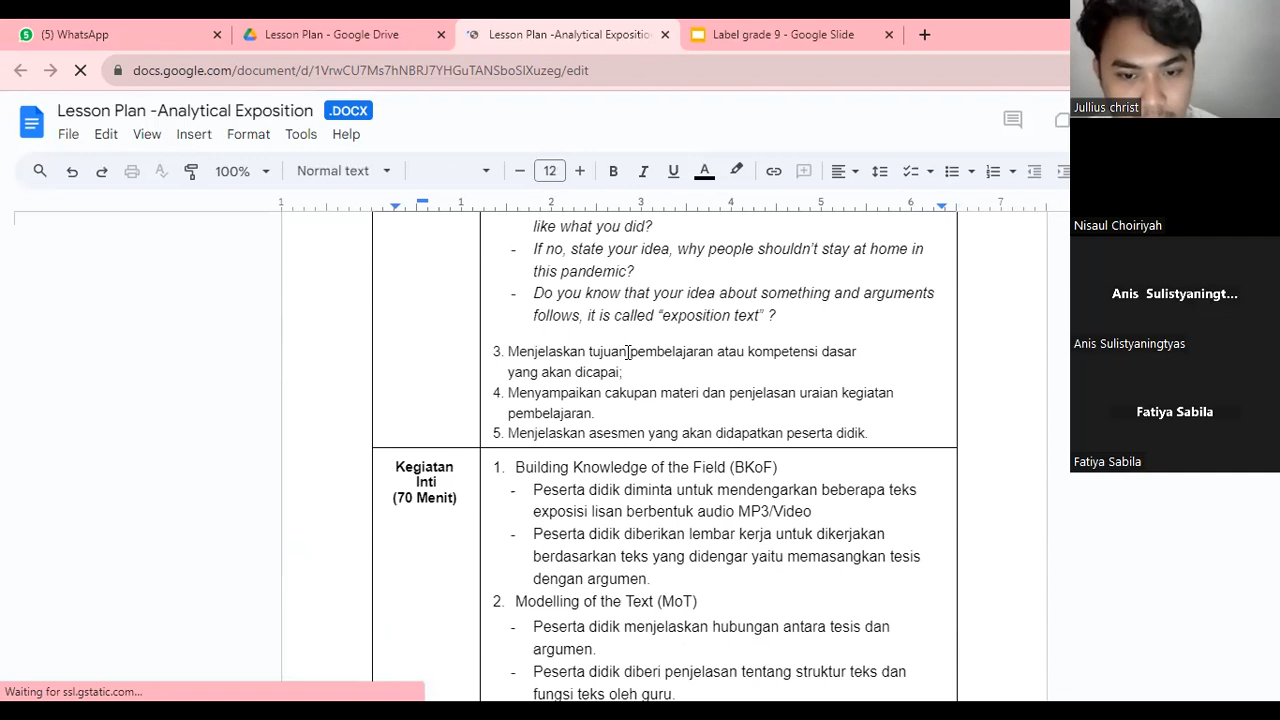 (5) WhatsApp
Lesson Plan - Google Drive
Lesson Plan -Analytical Expositio
Label grade 9 - Google Slide
docs.google.com/document/d/1VrwCU7Ms7hNBRJ7YHGuTANSboSIXuzeg/edit
Lesson Plan -Analytical Exposition .DOCX
File Edit View Insert Format Tools Help
100% Normal text 12
1 1 2 3 4 5 6 7
like what you did?
- If no, state your idea, why people shouldn't stay at home in
this pandemic?
- Do you know that your idea about something and arguments
follows, it is called “exposition text” ?
3. Menjelaskan tujuan pembelajaran atau kompetensi dasar
yang akan dicapai;
4. Menyampaikan cakupan materi dan penjelasan uraian kegiatan
pembelajaran.
5. Menjelaskan asesmen yang akan didapatkan peserta didik.
Kegiatan
Inti
(70 Menit)
1. Building Knowledge of the Field (BKoF)
- Peserta didik diminta untuk mendengarkan beberapa teks
exposisi lisan berbentuk audio MP3/Video
- Peserta didik diberikan lembar kerja untuk dikerjakan
berdasarkan teks yang didengar yaitu memasangkan tesis
dengan argumen.
2. Modelling of the Text (MoT)
- Peserta didik menjelaskan hubungan antara tesis dan
argumen.
- Peserta didik diberi penjelasan tentang struktur teks dan
fungsi teks oleh guru.
Waiting for ssl.gstatic.com...
Jullius christ
Nisaul Choiriyah
Anis Sulistyaningt...
Anis Sulistyaningtyas
Fatiya Sabila
Fatiya Sabila